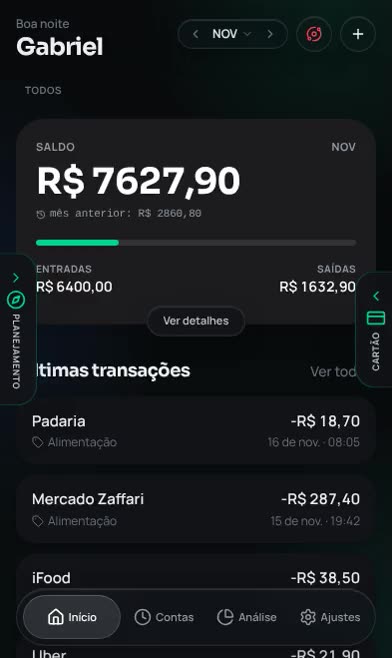 Boa noite
Gabriel
NOV
TODOS
SALDO
NOV
R$ 7627,90
mês anterior: R$ 2860,80
ENTRADAS
SAÍDAS
R$ 6400,00
R$ 1632,90
Ver detalhes
PLANEJAMENTO
CARTÃO
ltimas transações
Ver tod
Padaria
-R$ 18,70
Alimentação
16 de nov. · 08:05
Mercado Zaffari
-R$ 287,40
Alimentação
15 de nov. · 19:42
iFood
-R$ 38,50
Início
Contas
Análise
Ajustes
Uber
-R$ 21,90